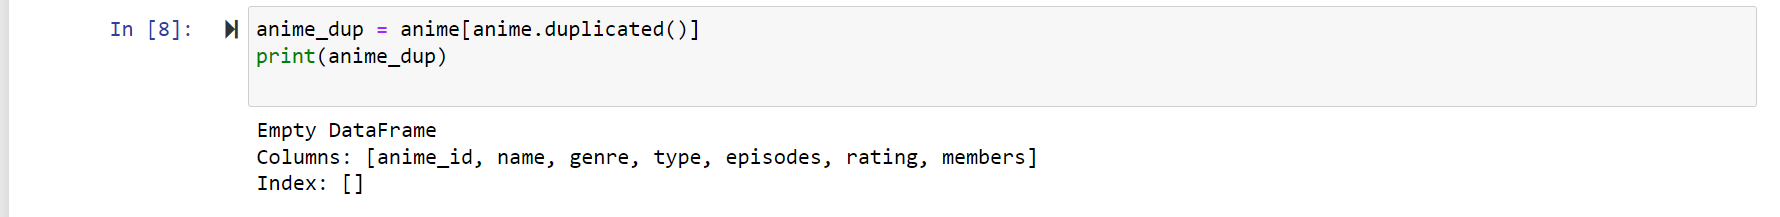 In [8]: anime_dup = anime[anime.duplicated()]
print(anime_dup)
Empty DataFrame
Columns: [anime_id, name, genre, type, episodes, rating, members]
Index: []